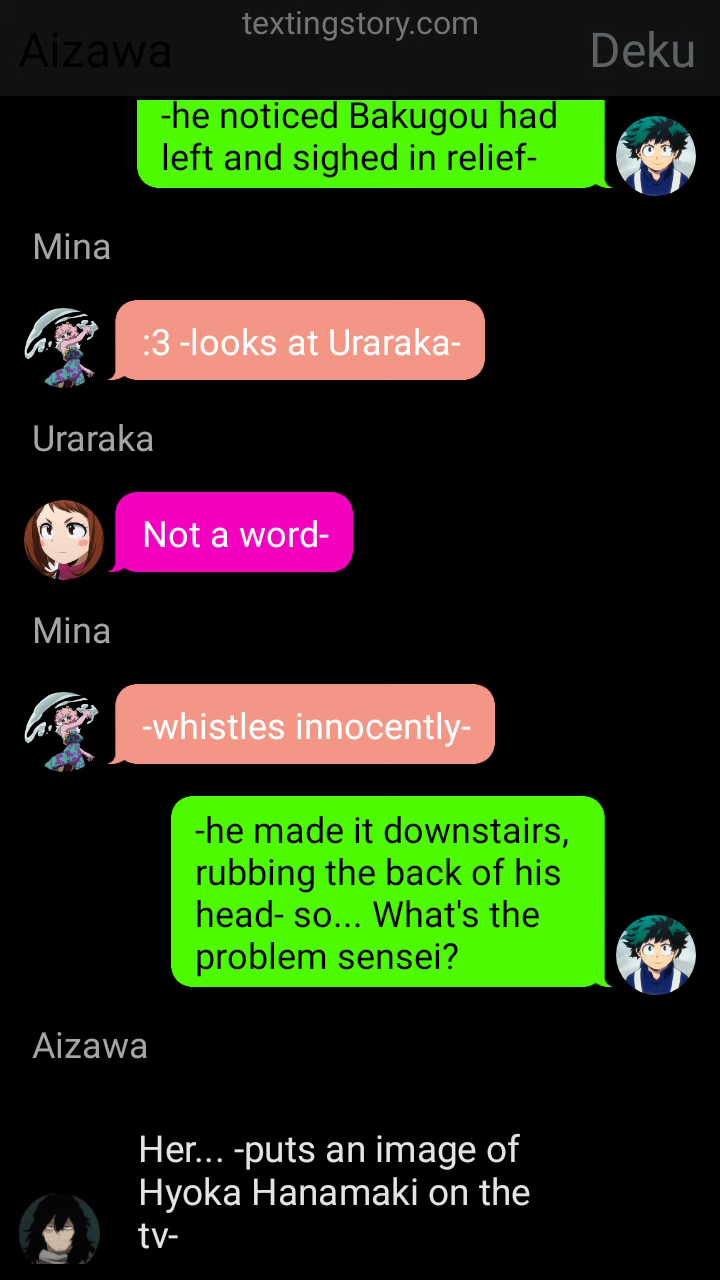 textingstory.com
Aizawa
Deku
-he noticed Bakugou had
left and sighed in relief-
Mina
:3 -looks at Uraraka-
Uraraka
Not a word-
Mina
-whistles innocently-
-he made it downstairs,
rubbing the back of his
head- so... What's the
problem sensei?
Aizawa
Her... -puts an image of
Hyoka Hanamaki on the
tv-